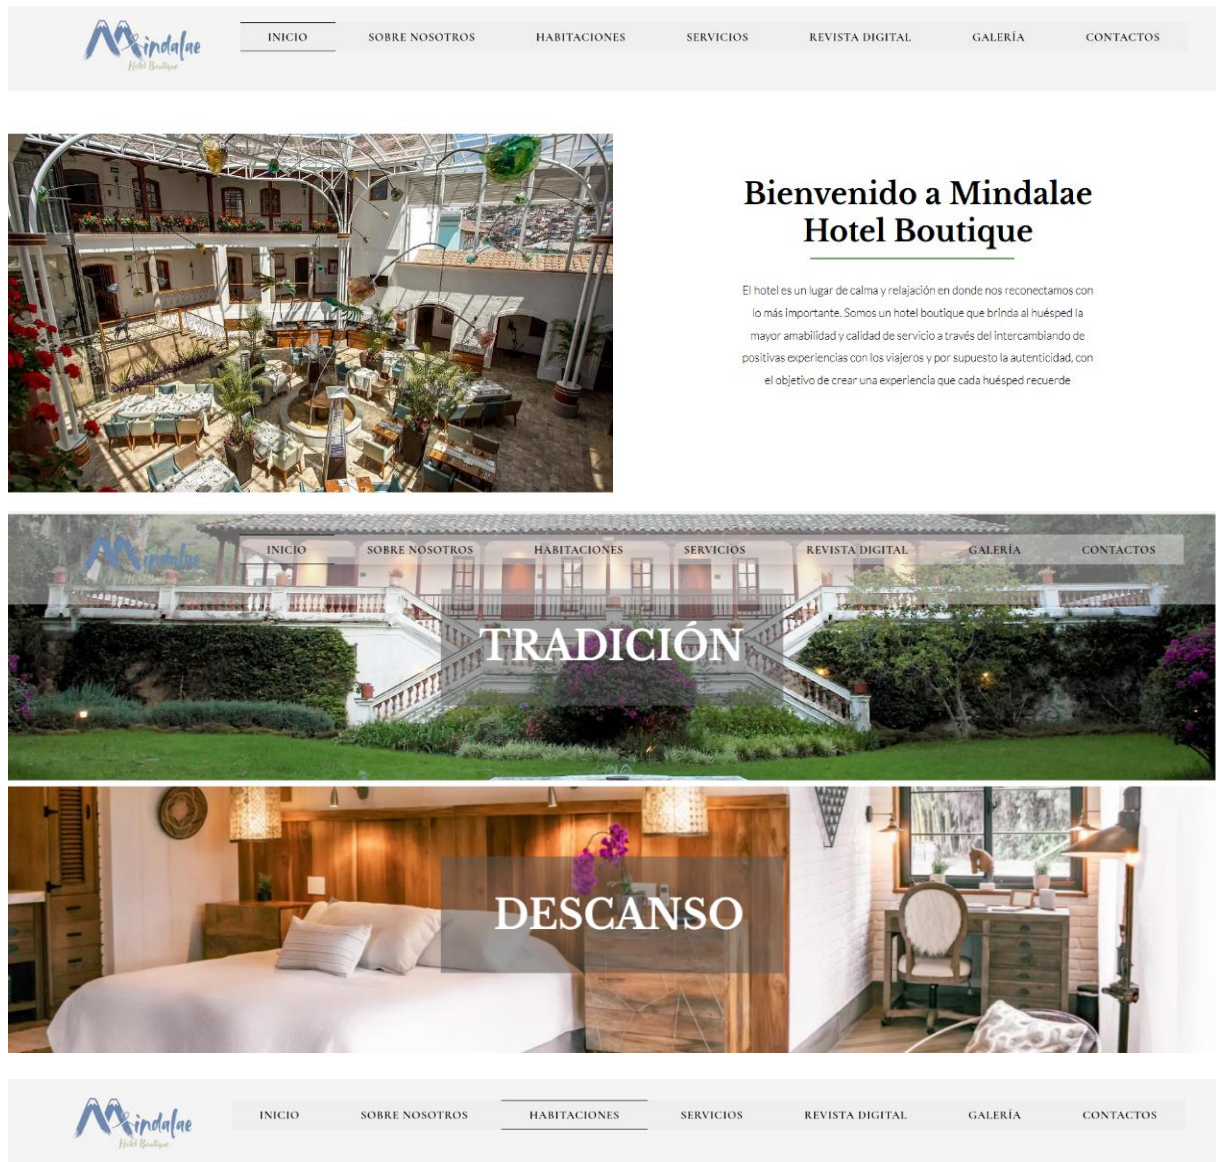 Mindalae
Hotel Boutique
INICIO SOBRE NOSOTROS HABITACIONES SERVICIOS REVISTA DIGITAL GALERÍA CONTACTOS
Bienvenido a Mindalae
Hotel Boutique
El hotel es un lugar de calma y relajación en donde nos reconectamos con
lo más importante. Somos un hotel boutique que brinda al huésped la
mayor amabilidad y calidad de servicio a través del intercambiando de
positivas experiencias con los viajeros y por supuesto la autenticidad, con
el objetivo de crear una experiencia que cada huésped recuerde
Mindalae
INICIO SOBRE NOSOTROS HABITACIONES SERVICIOS REVISTA DIGITAL GALERÍA CONTACTOS
TRADICIÓN
DESCANSO
Mindalae
Hotel Boutique
INICIO SOBRE NOSOTROS HABITACIONES SERVICIOS REVISTA DIGITAL GALERÍA CONTACTOS